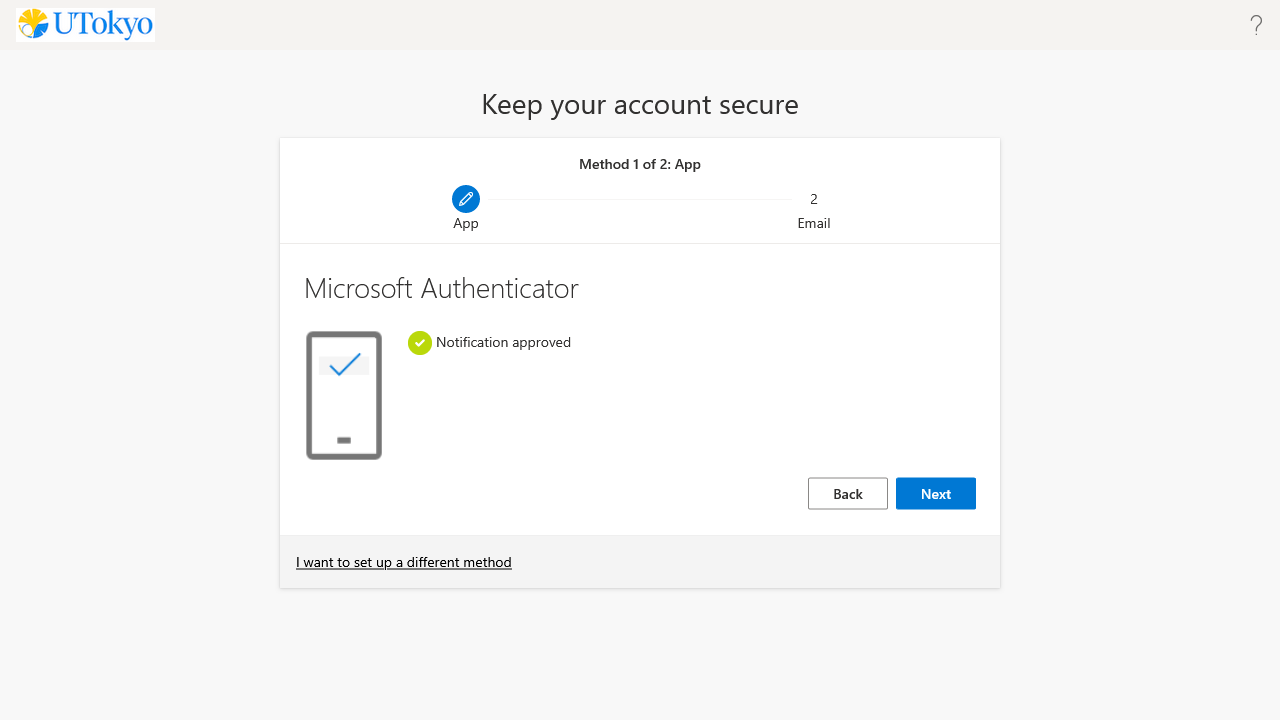 UTokyo
?
Keep your account secure
Method 1 of 2: App
2
App
Email
Microsoft Authenticator
Notification approved
Back
Next
I want to set up a different method